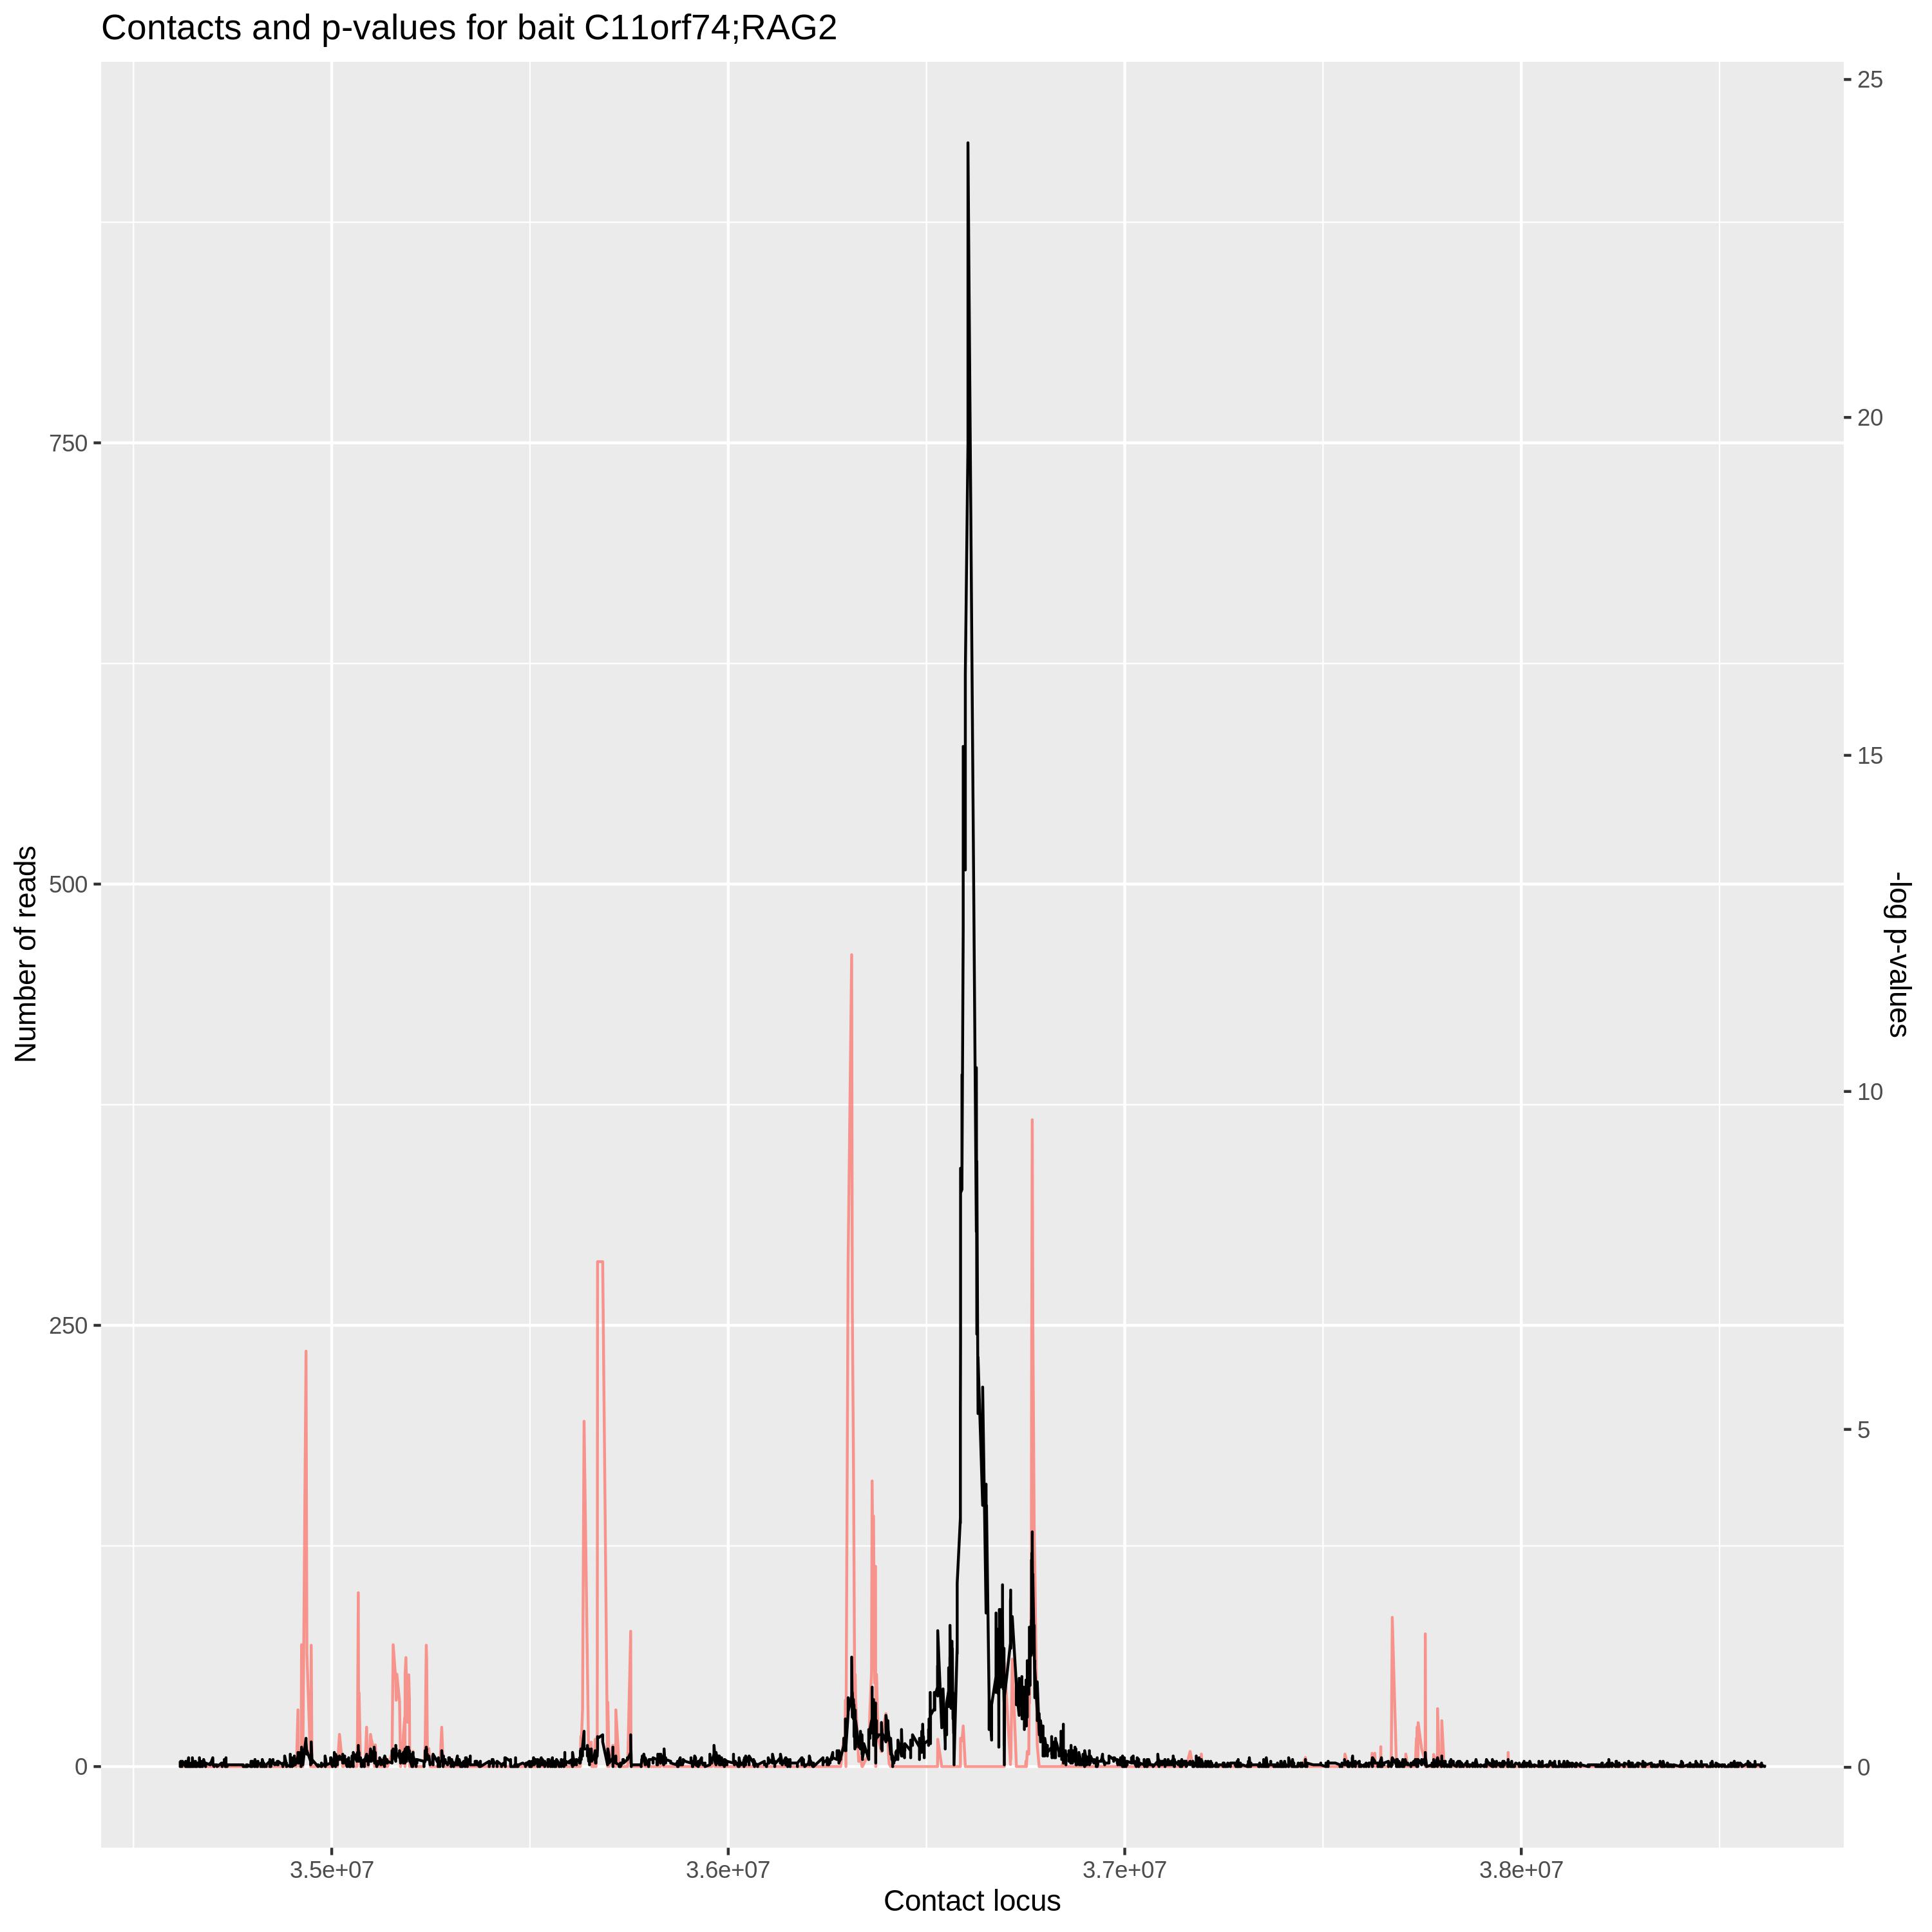 Contacts and p-values for bait C11orf74;RAG2
Number of reads
750
500
250
0
25
20
15
10
5
0
-log p-values
3.5e+07 3.6e+07 3.7e+07 3.8e+07
Contact locus